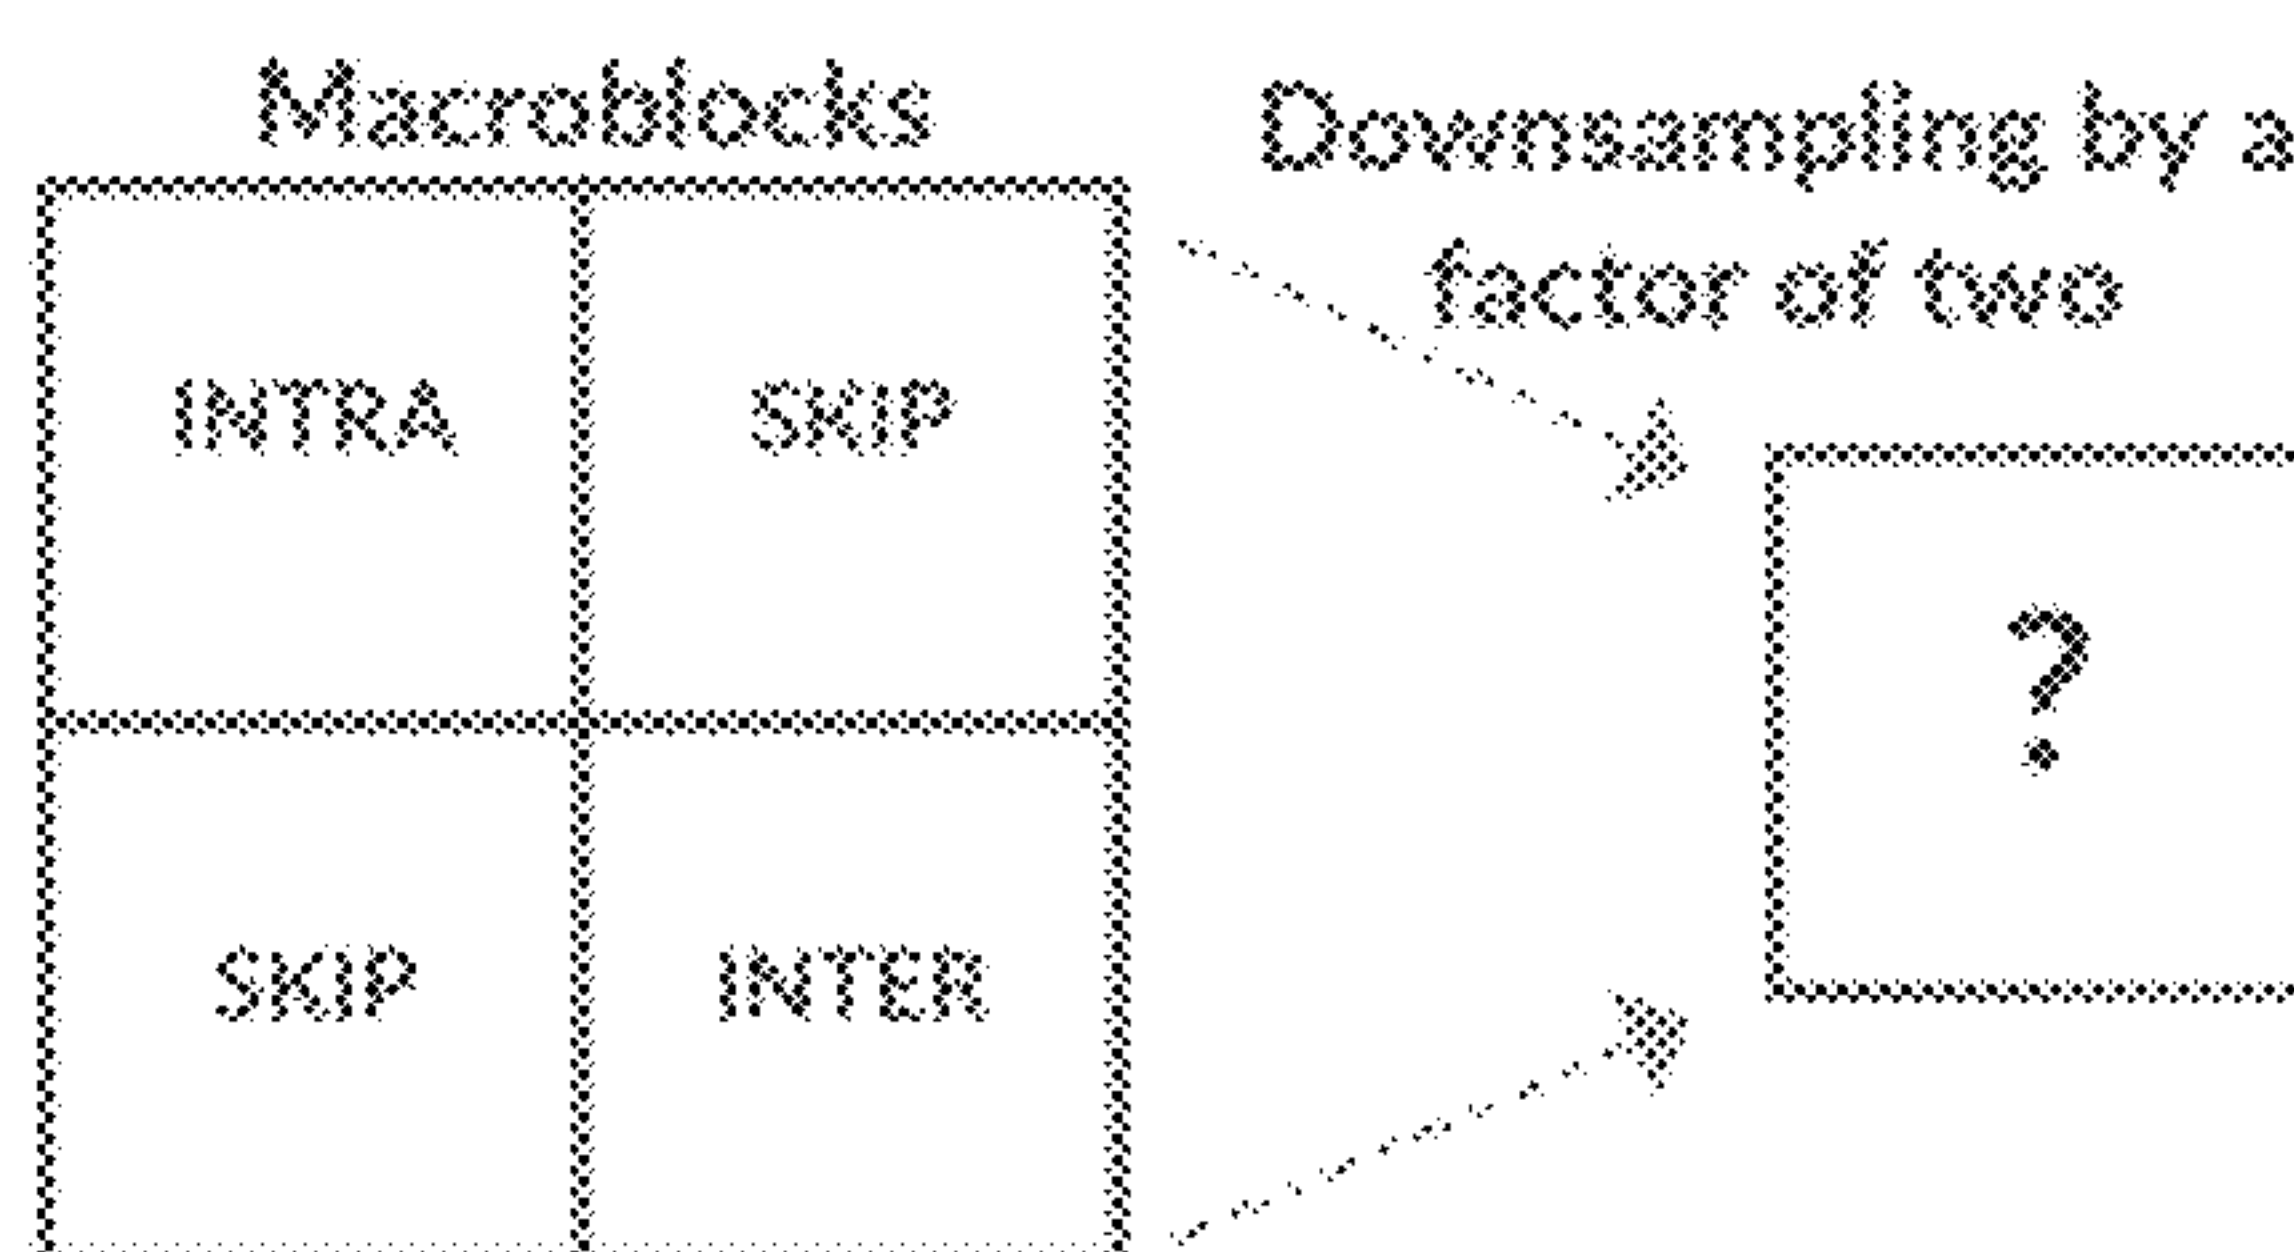 Macroblocks
Downsampling by a
factor of two
INTRA
SKIP
?
SKIP
INTER